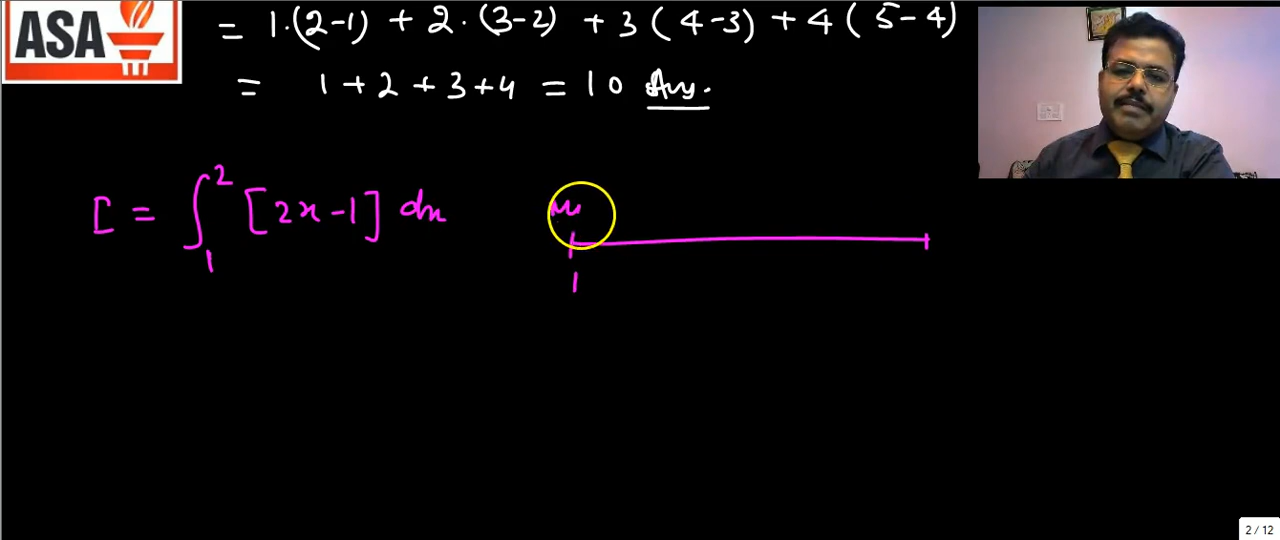 ASA
= 1·(2-1) + 2·(3-2) + 3(4-3) + 4(5-4)
= 1+2+3+4 = 10 Ans.
I = ∫₁² [2x-1] dx
1
2 / 12